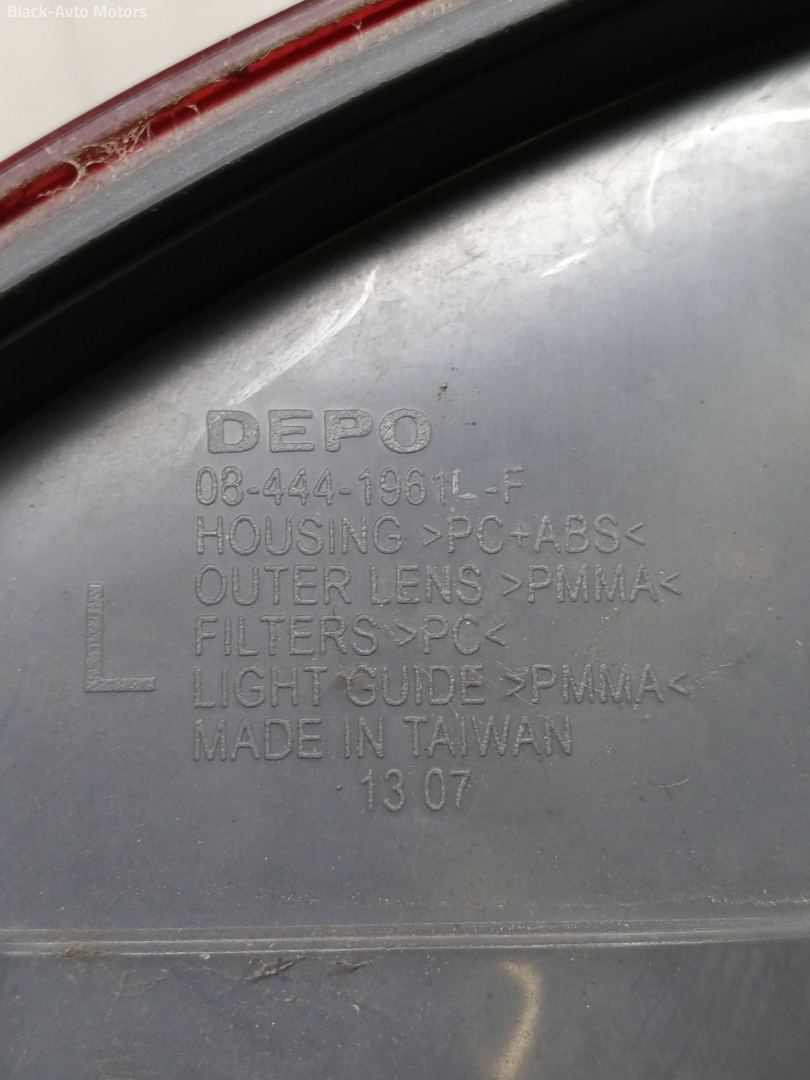 Black-Avto Motors
DEPO
08-444-1961L-F
HOUSING >PC+ABS<
OUTER LENS >PMMA<
FILTERS >PC<
L
LIGHT GUIDE >PMMA<
MADE IN TAIWAN
13 07